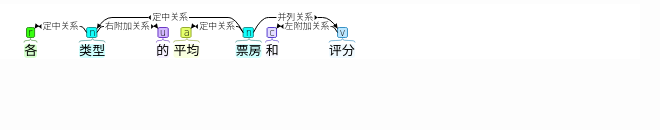 定中关系 并列关系
定中关系 右附加关系 定中关系 左附加关系
r n u a n c v
各 类型 的 平均 票房 和 评分